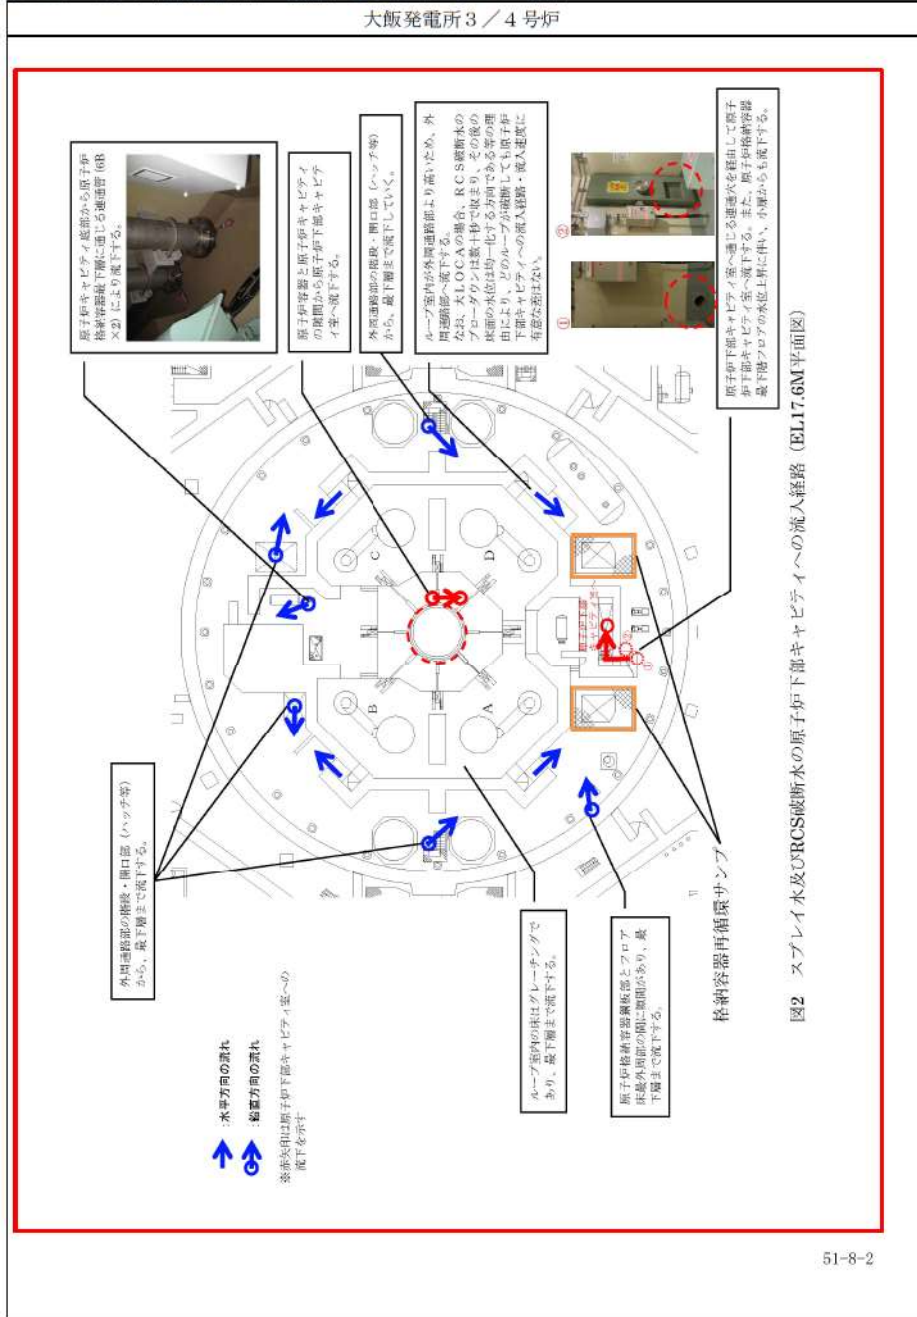 大飯発電所3/4号炉
原子炉キャビティ底部から原子炉
格納容器最下層に通じる連通管(6B
×2)により流下する。
原子炉容器と原子炉キャビティ
の隙間から原子炉下部キャビテ
ィ室へ流下する。
外周通路部の階段・開口部(ハッチ等)
から、最下層まで流下していく。
ループ室内が外周通路部より高いため、外
周通路部へ流下する。
なお、大LOCAの場合、RCS破断水の
ブローダウンは数十秒で収まり、その後の
床面の水位は均一化する方向である等の理
由により、どのループが破断しても原子炉
下部キャビティへの流入経路・流入速度に
有意な差はない。
①
②
原子炉下部キャビティ室へ通じる連通穴を経由して原子
炉下部キャビティ室へ流下する。また、原子炉格納容器
最下階フロアの水位上昇に伴い、小扉からも流下する。
C
D
B
A
原子炉下部
キャビティ室へ
②
①
外周通路部の階段・開口部(ハッチ等)
から、最下層まで流下する。
ループ室内の床はグレーチングで
あり、最下層まで流下する。
原子炉格納容器鋼板部とフロア
床最外周部の間に隙間があり、最
下層まで流下する。
格納容器再循環サンプ
:水平方向の流れ
:鉛直方向の流れ
※赤矢印は原子炉下部キャビティ室への
流下を示す
図2 スプレイ水及びRCS破断水の原子炉下部キャビティへの流入経路(EL17.6M平面図)
51-8-2